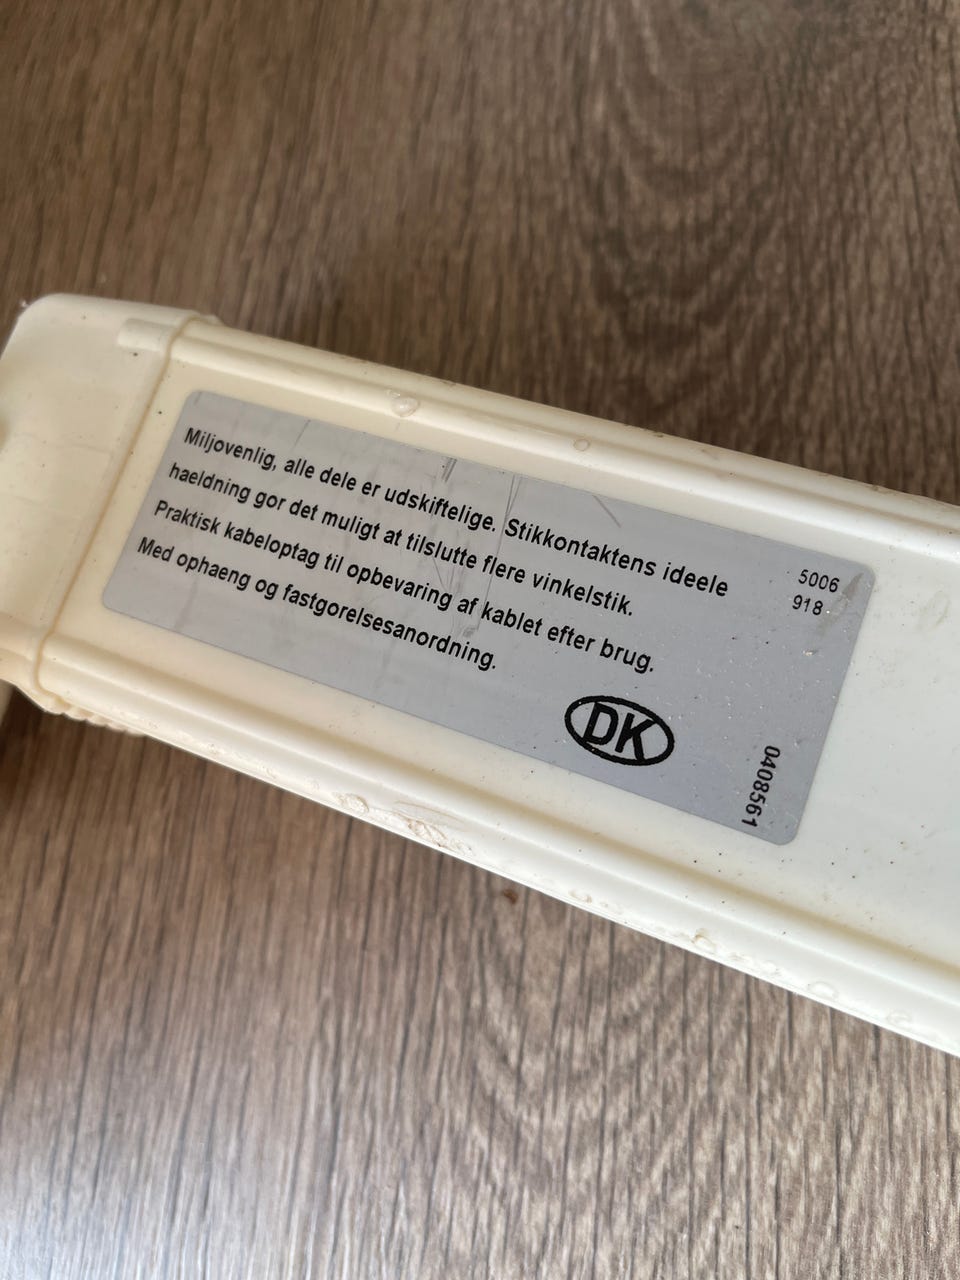 Miljovenlig, alle dele er udskiftelige. Stikkontaktens ideele
haeldning gor det muligt at tilslutte flere vinkelstik.
Praktisk kabeloptag til opbevaring af kablet efter brug.
Med ophaeng og fastgorelsesanordning.
5006
918
DK
0408561